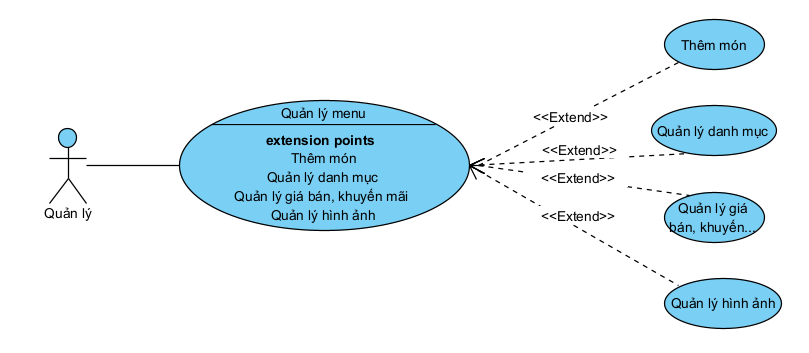 Thêm món
Quản lý menu
<<Extend>>
extension points
Quản lý danh mục
Thêm món
<<Extend>>
Quản lý danh mục
<<Extend>>
Quản lý giá bán, khuyến mãi
Quản lý giá
bán, khuyến...
Quản lý
Quản lý hình ảnh
<<Extend>>
Quản lý hình ảnh